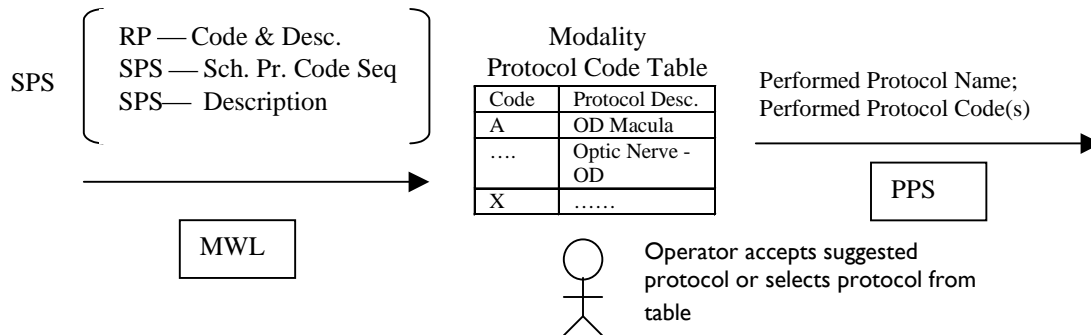 SPS
RP — Code & Desc.
SPS — Sch. Pr. Code Seq
SPS— Description
MWL
Modality
Protocol Code Table
Code Protocol Desc.
A OD Macula
…. Optic Nerve -
OD
X ……
Operator accepts suggested
protocol or selects protocol from
table
Performed Protocol Name;
Performed Protocol Code(s)
PPS